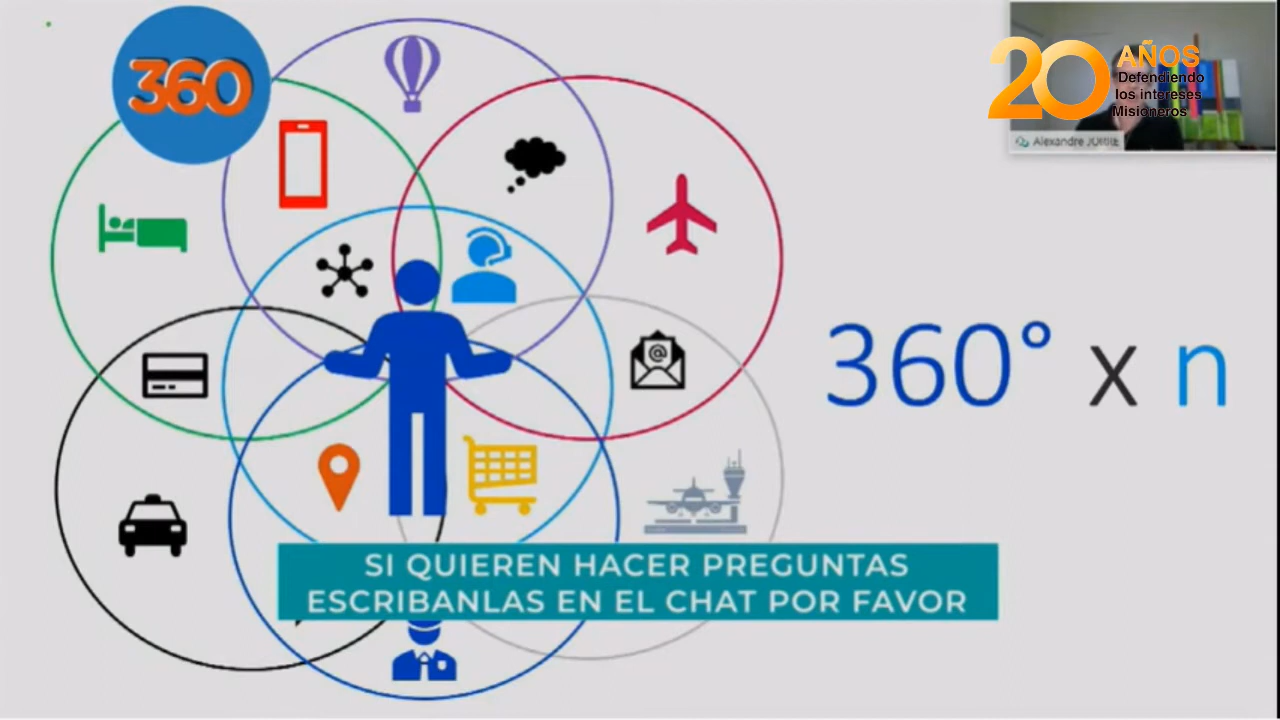 360
20 AÑOS
Defendiendo
los intereses
Misioneros
@
360° x n
SI QUIEREN HACER PREGUNTAS
ESCRIBANLAS EN EL CHAT POR FAVOR